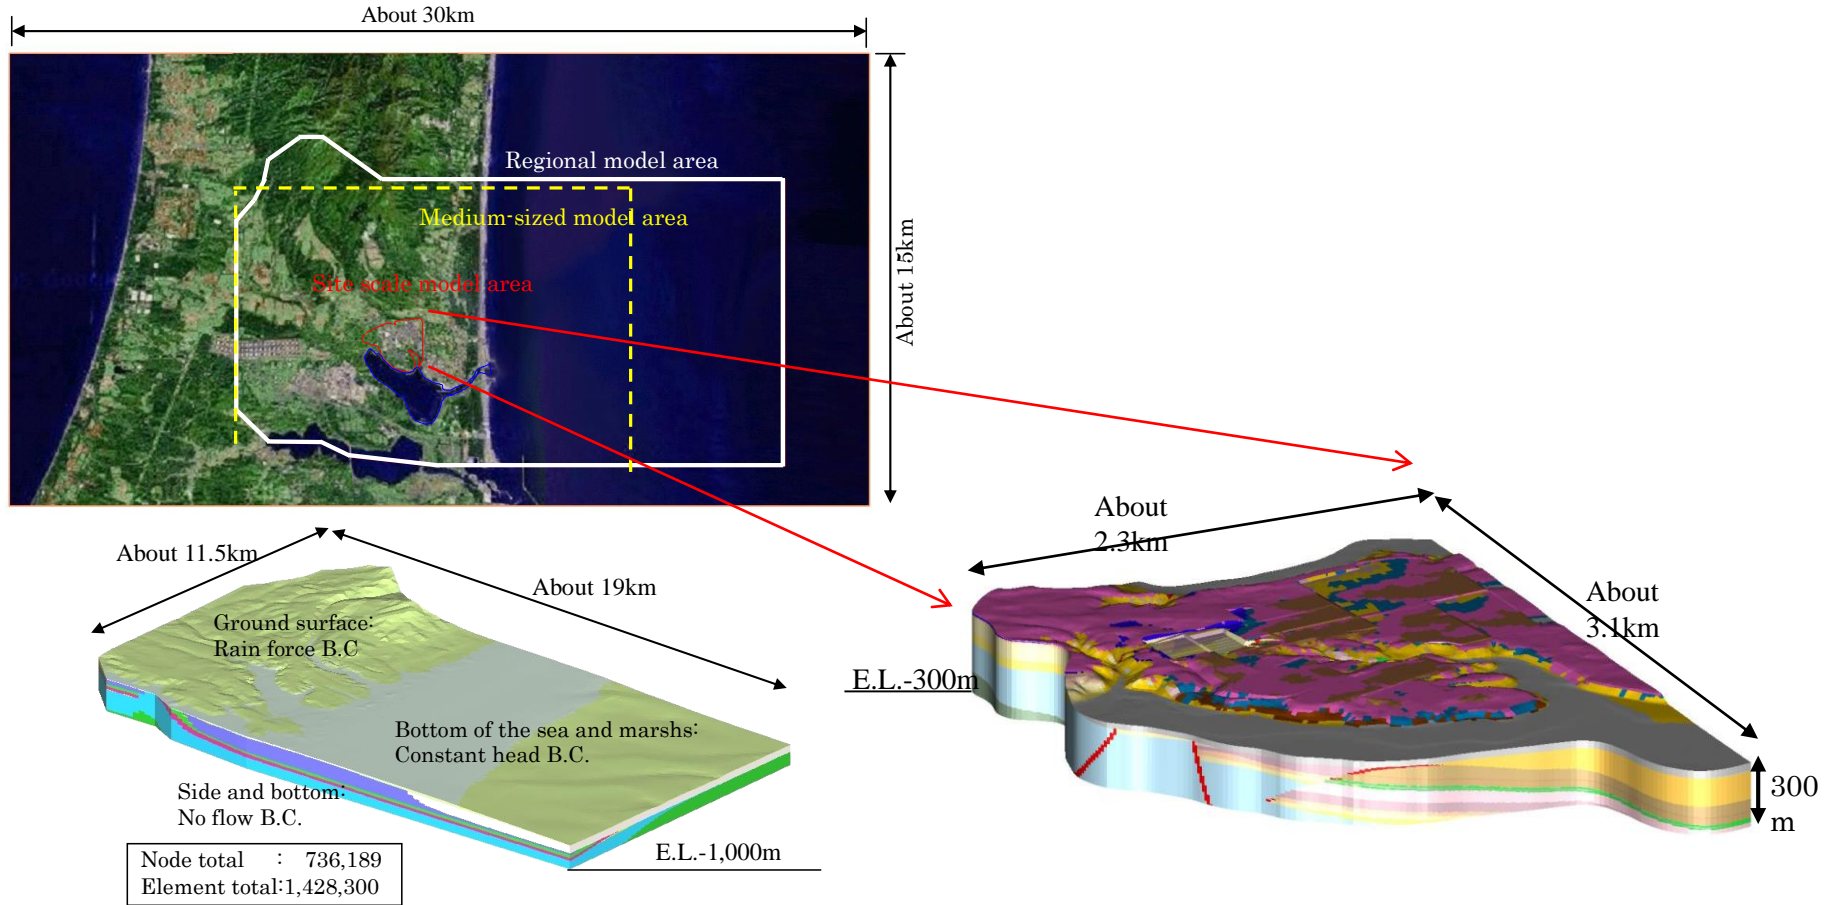 About 30km
Regional model area
Medium-sized model area
About 15km
Site scale model area
About
2.3km
About 11.5km
About 19km
About
3.1km
Ground surface:
Rain force B.C
E.L.-300m
Bottom of the sea and marshs:
Constant head B.C.
Side and bottom:
No flow B.C.
300
m
Node total : 736,189
Element total:1,428,300
E.L.-1,000m